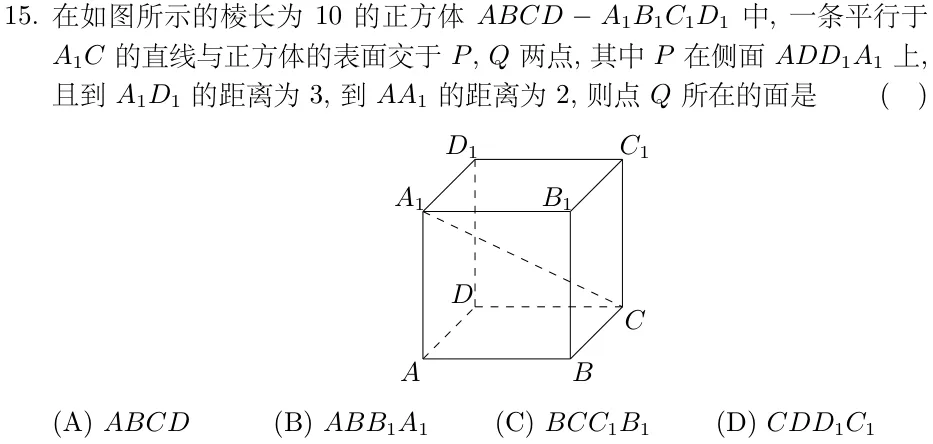 15. 在如图所示的棱长为 10 的正方体 ABCD − A₁B₁C₁D₁ 中, 一条平行于
A₁C 的直线与正方体的表面交于 P, Q 两点, 其中 P 在侧面 ADD₁A₁ 上,
且到 A₁D₁ 的距离为 3, 到 AA₁ 的距离为 2, 则点 Q 所在的面是 ( )
D₁ C₁
A₁ B₁
D C
A B
(A) ABCD (B) ABB₁A₁ (C) BCC₁B₁ (D) CDD₁C₁